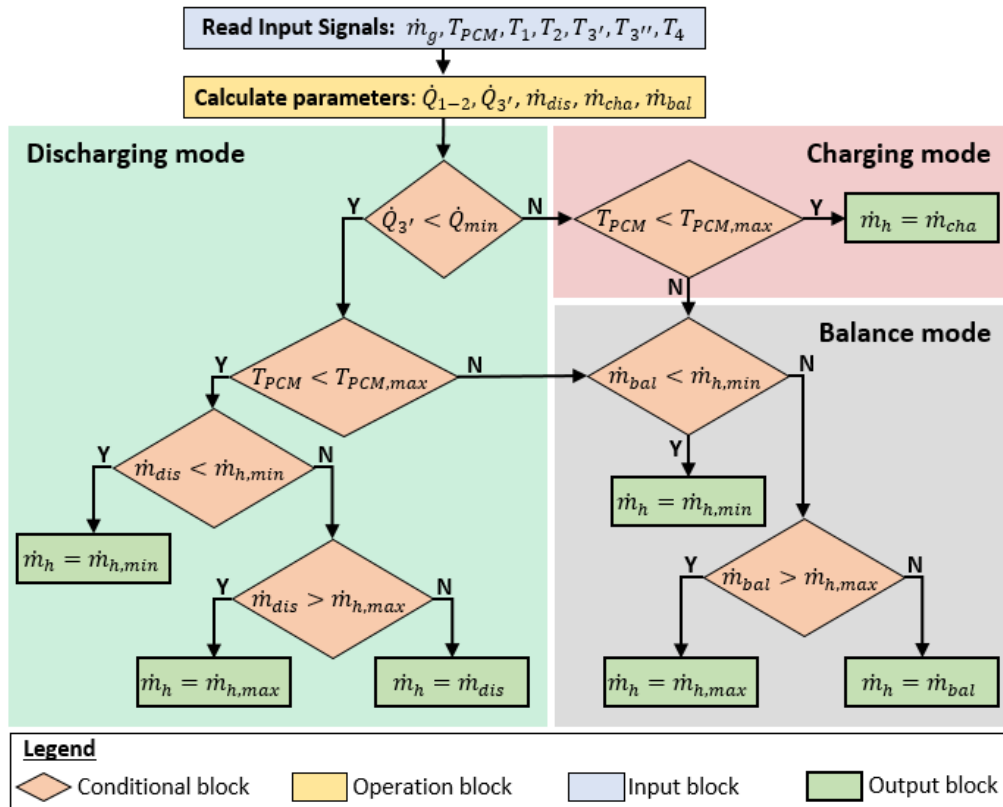 Read Input Signals: ṁ_g, T_PCM, T_1, T_2, T_3', T_3'', T_4
Calculate parameters: Q̇_1−2, Q̇_3', ṁ_dis, ṁ_cha, ṁ_bal
Discharging mode
Charging mode
Y
Q̇_3' < Q̇_min
N
T_PCM < T_PCM,max
Y
ṁ_h = ṁ_cha
N
Balance mode
Y
T_PCM < T_PCM,max
N
ṁ_bal < ṁ_h,min
N
Y
ṁ_dis < ṁ_h,min
N
Y
ṁ_h = ṁ_h,min
ṁ_h = ṁ_h,min
Y
ṁ_dis > ṁ_h,max
N
Y
ṁ_bal > ṁ_h,max
N
ṁ_h = ṁ_h,max
ṁ_h = ṁ_dis
ṁ_h = ṁ_h,max
ṁ_h = ṁ_bal
Legend
Conditional block
Operation block
Input block
Output block